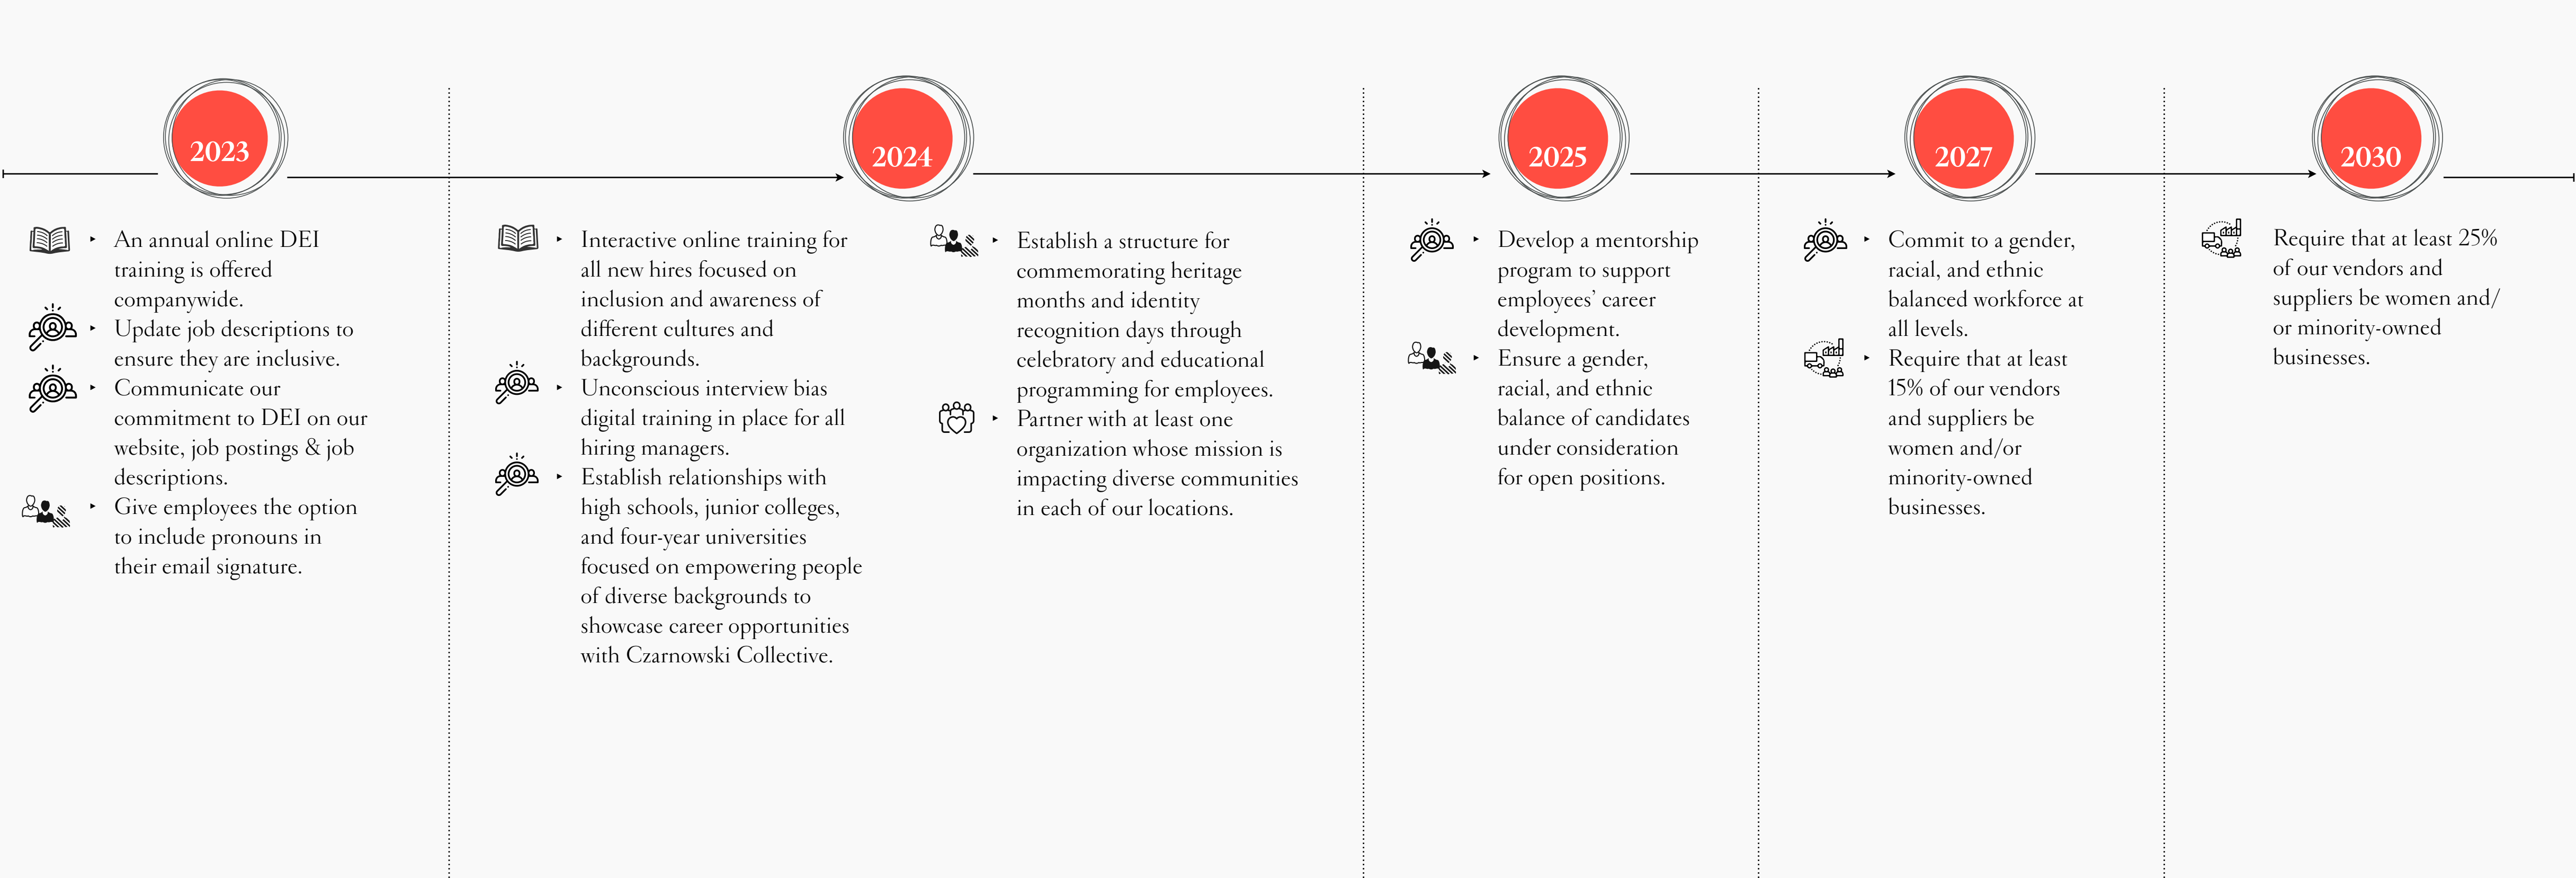 2023
An annual online DEI
training is offered
companywide.
Update job descriptions to
ensure they are inclusive.
Communicate our
commitment to DEI on our
website, job postings & job
descriptions.
Give employees the option
to include pronouns in
their email signature.
2024
Interactive online training for
all new hires focused on
inclusion and awareness of
different cultures and
backgrounds.
Unconscious interview bias
digital training in place for all
hiring managers.
Establish relationships with
high schools, junior colleges,
and four-year universities
focused on empowering people
of diverse backgrounds to
showcase career opportunities
with Czarnowski Collective.
Establish a structure for
commemorating heritage
months and identity
recognition days through
celebratory and educational
programming for employees.
Partner with at least one
organization whose mission is
impacting diverse communities
in each of our locations.
2025
Develop a mentorship
program to support
employees’ career
development.
Ensure a gender,
racial, and ethnic
balance of candidates
under consideration
for open positions.
2027
Commit to a gender,
racial, and ethnic
balanced workforce at
all levels.
Require that at least
15% of our vendors
and suppliers be
women and/or
minority-owned
businesses.
2030
Require that at least 25%
of our vendors and
suppliers be women and/
or minority-owned
businesses.